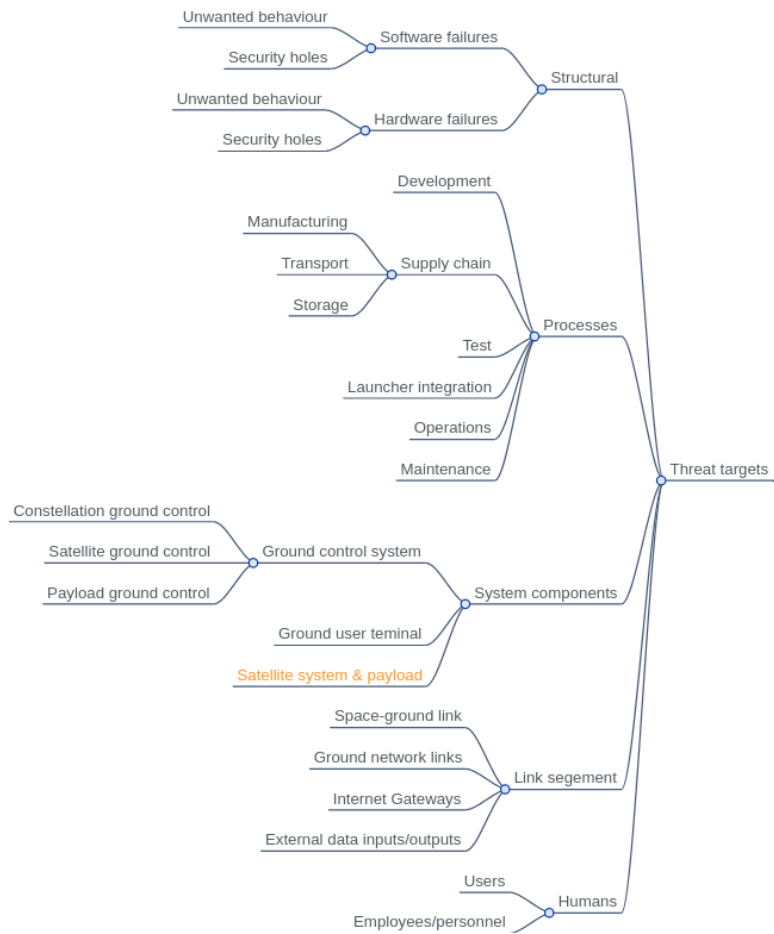 Unwanted behaviour
Software failures
Security holes
Structural
Unwanted behaviour
Hardware failures
Security holes
Development
Manufacturing
Supply chain
Transport
Storage
Processes
Test
Launcher integration
Operations
Maintenance
Threat targets
Constellation ground control
Satellite ground control
Ground control system
Payload ground control
System components
Ground user teminal
Satellite system & payload
Space-ground link
Ground network links
Link segement
Internet Gateways
External data inputs/outputs
Users
Humans
Employees/personnel